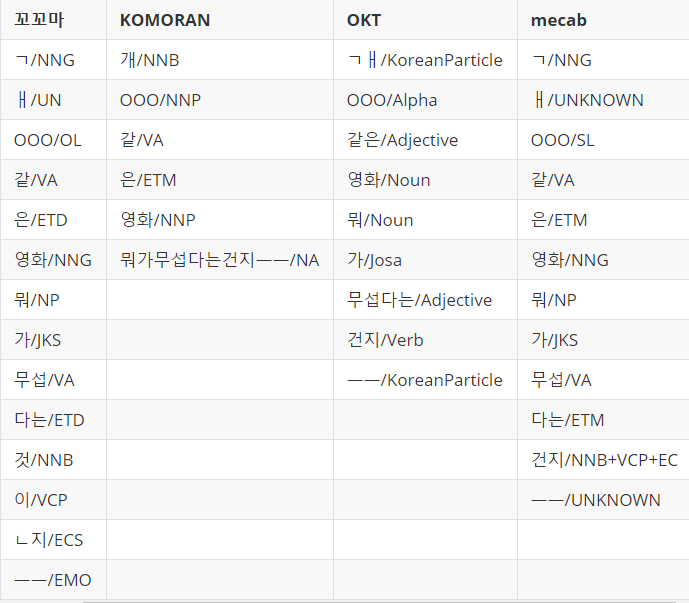 꼬꼬마 KOMORAN OKT mecab
ㄱ/NNG 개/NNB ㄱㅐ/KoreanParticle ㄱ/NNG
ㅐ/UN OOO/NNP OOO/Alpha ㅐ/UNKNOWN
OOO/OL 같/VA 같은/Adjective OOO/SL
같/VA 은/ETM 영화/Noun 같/VA
은/ETD 영화/NNP 뭐/Noun 은/ETM
영화/NNG 뭐가무섭다는건지ㅡㅡ/NA 가/Josa 영화/NNG
뭐/NP 무섭다는/Adjective 뭐/NP
가/JKS 건지/Verb 가/JKS
무섭/VA ㅡㅡ/KoreanParticle 무섭/VA
다는/ETD 다는/ETM
것/NNB 건지/NNB+VCP+EC
이/VCP ㅡㅡ/UNKNOWN
ㄴ지/ECS
ㅡㅡ/EMO